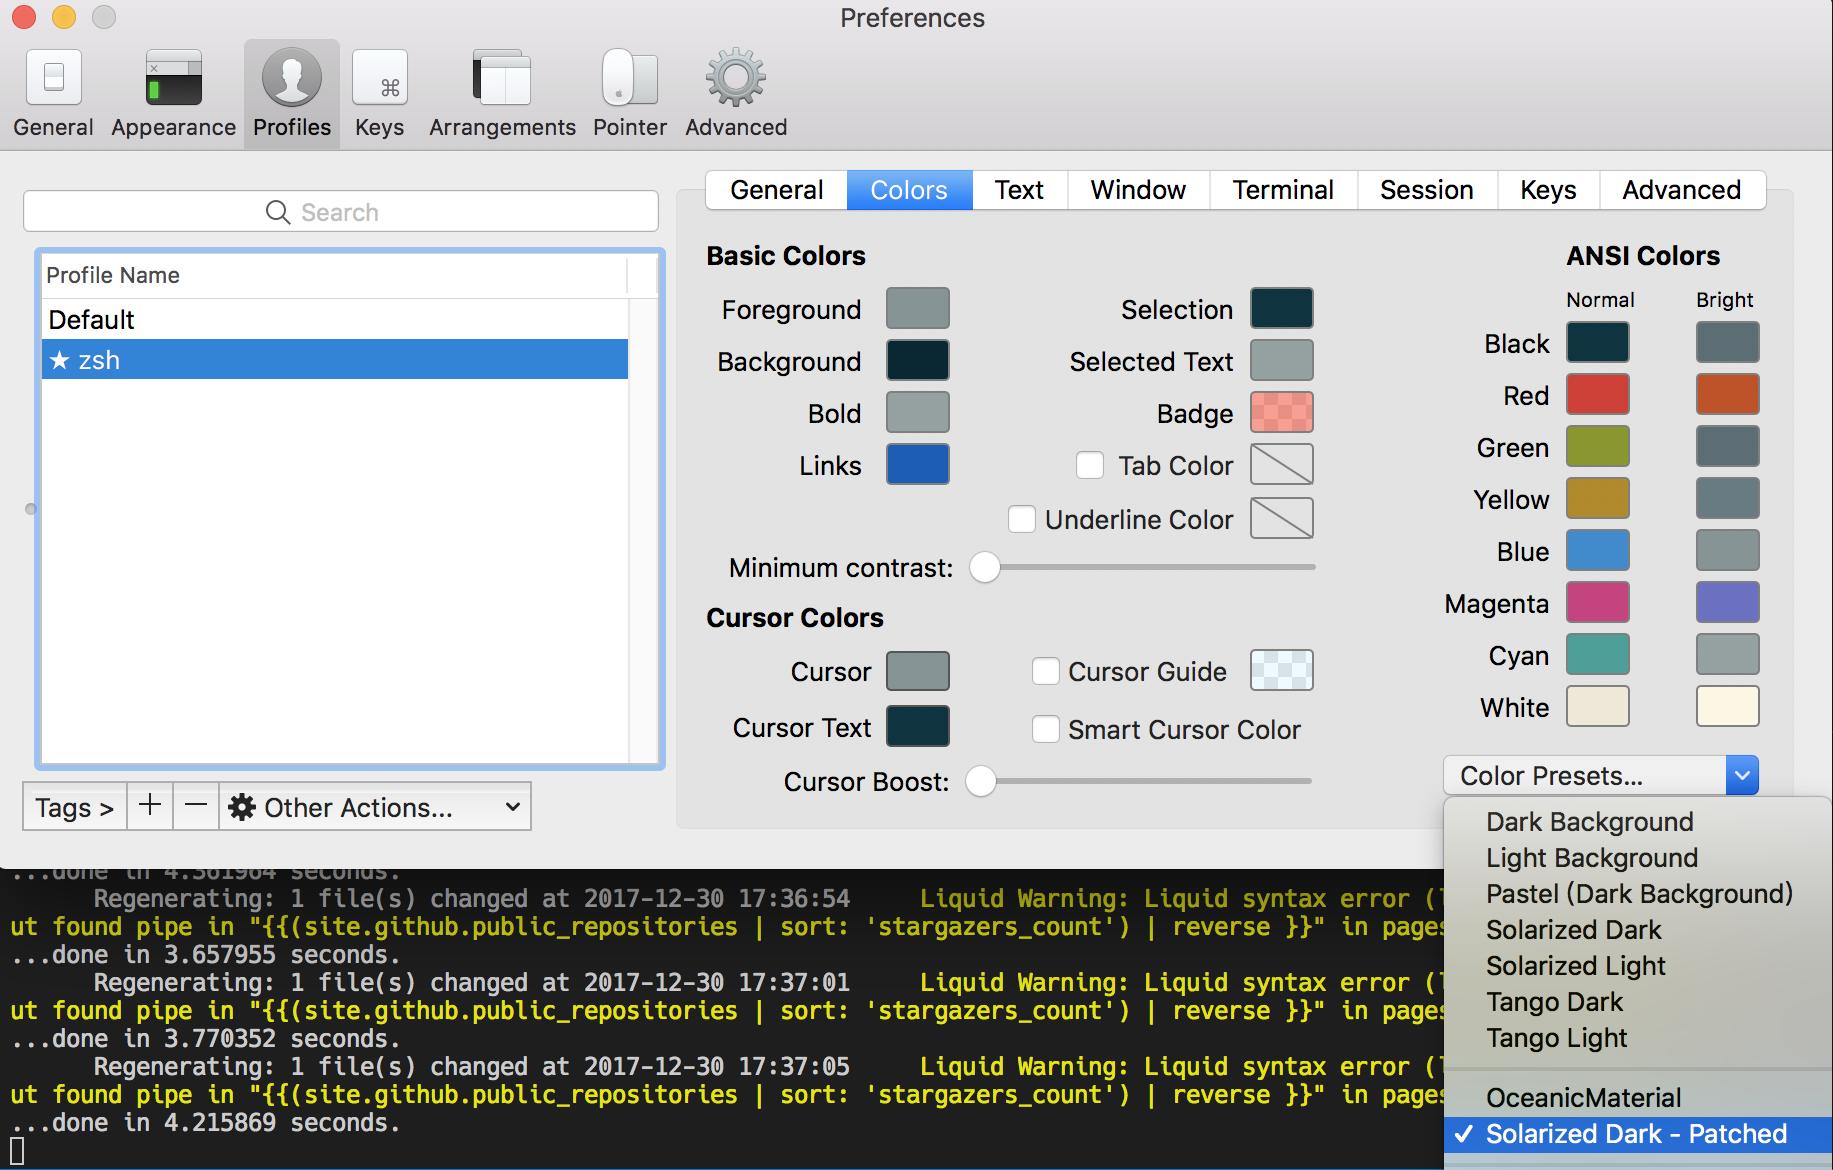 Preferences
General Appearance Profiles Keys Arrangements Pointer Advanced
Search
Profile Name
Default
★ zsh
Tags > + − Other Actions...
General Colors Text Window Terminal Session Keys Advanced
Basic Colors
Foreground
Background
Bold
Links
Selection
Selected Text
Badge
Tab Color
Underline Color
Minimum contrast:
Cursor Colors
Cursor
Cursor Text
Cursor Guide
Smart Cursor Color
Cursor Boost:
ANSI Colors
Normal Bright
Black
Red
Green
Yellow
Blue
Magenta
Cyan
White
Color Presets...
Dark Background
Light Background
Pastel (Dark Background)
Solarized Dark
Solarized Light
Tango Dark
Tango Light
OceanicMaterial
✓ Solarized Dark - Patched
...done in 4.361964 seconds.
Regenerating: 1 file(s) changed at 2017-12-30 17:36:54 Liquid Warning: Liquid syntax error (
ut found pipe in "{{(site.github.public_repositories | sort: 'stargazers_count') | reverse }}" in pages
...done in 3.657955 seconds.
Regenerating: 1 file(s) changed at 2017-12-30 17:37:01 Liquid Warning: Liquid syntax error (
ut found pipe in "{{(site.github.public_repositories | sort: 'stargazers_count') | reverse }}" in pages
...done in 3.770352 seconds.
Regenerating: 1 file(s) changed at 2017-12-30 17:37:05 Liquid Warning: Liquid syntax error (
ut found pipe in "{{(site.github.public_repositories | sort: 'stargazers_count') | reverse }}" in pages
...done in 4.215869 seconds.